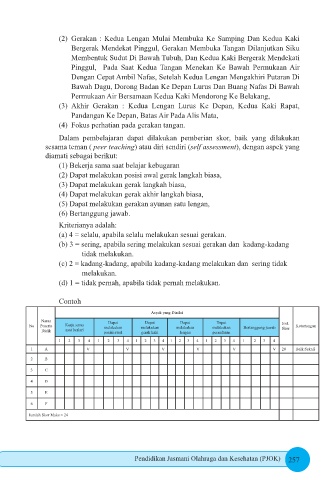 (2) Gerakan : Kedua Lengan Mulai Membuka Ke Samping Dan Kedua Kaki
Bergerak Mendekat Pinggul, Gerakan Membuka Tangan Dilanjutkan Siku
Membentuk Sudut Di Bawah Tubuh, Dan Kedua Kaki Bergerak Mendekati
Pinggul, Pada Saat Kedua Tangan Menekan Ke Bawah Permukaan Air
Dengan Cepat Ambil Nafas, Setelah Kedua Lengan Mengakhiri Putaran Di
Bawah Dagu, Dorong Badan Ke Depan Lurus Dan Buang Nafas Di Bawah
Permukaan Air Bersamaan Kedua Kaki Mendorong Ke Belakang,
(3) Akhir Gerakan : Kedua Lengan Lurus Ke Depan, Kedua Kaki Rapat,
Pandangan Ke Depan, Batas Air Pada Alis Mata,
(4) Fokus perhatian pada gerakan tangan.
Dalam pembelajaran dapat dilakukan pemberian skor, baik yang dilakukan
sesama teman ( peer teaching) atau diri sendiri (self assessment), dengan aspek yang
diamati sebagai berikut:
(1) Bekerja sama saat belajar kebugaran
(2) Dapat melakukan posisi awal gerak langkah biasa,
(3) Dapat melakukan gerak langkah biasa,
(4) Dapat melakukan gerak akhir langkah biasa,
(5) Dapat melakukan gerakan ayunan satu lengan,
(6) Bertanggung jawab.
Kriterianya adalah:
(a) 4 = selalu, apabila selalu melakukan sesuai gerakan.
(b) 3 = sering, apabila sering melakukan sesuai gerakan dan kadang-kadang
tidak melakukan.
(c) 2 = kadang-kadang, apabila kadang-kadang melakukan dan sering tidak
melakukan.
(d) 1 = tidak pernah, apabila tidak pernah melakukan.
Contoh
Aspek yang Dinilai
No Nama Peserta Didik Kerja sama Dapat melakukan Dapat melakukan Dapat melakukan Dapat melakukan Bertanggung jawab Jml. Skor Keterangan
1 2 3 4 1 2 3 4 1 2 3 4 1 2 3 4 1 2 3 4 1 2 3 4
1 A V V V V V V 20
2 B
3 C
4 D
5 E
6 F
Jumlah Skor Maks = 24
Pendidikan Jasmani Olahraga dan Kesehatan (PJOK) 257